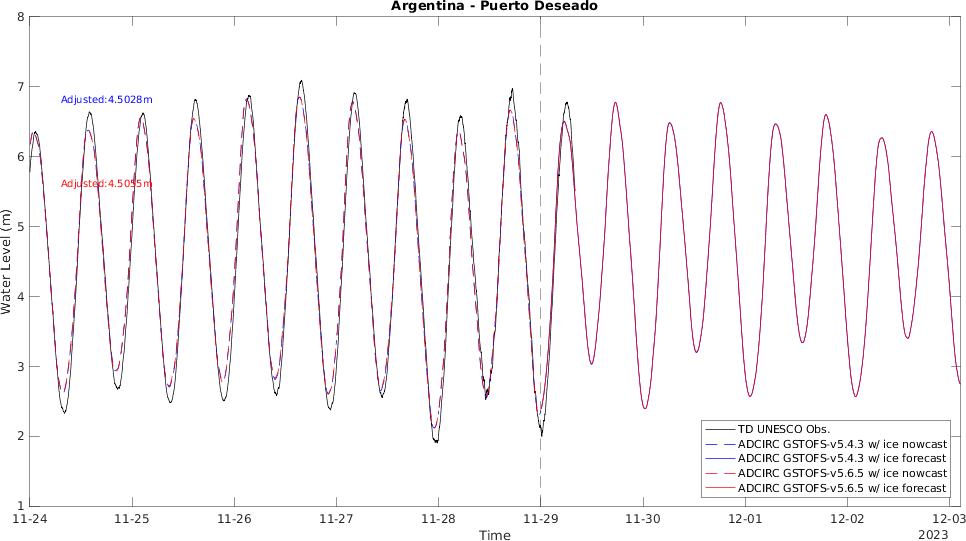 Argentina - Puerto Deseado
8
7
6
5
4
3
2
1
Water Level (m)
Adjusted:4.5028m
Adjusted:4.5055m
TD UNESCO Obs.
ADCIRC GSTOFS-v5.4.3 w/ ice nowcast
ADCIRC GSTOFS-v5.4.3 w/ ice forecast
ADCIRC GSTOFS-v5.6.5 w/ ice nowcast
ADCIRC GSTOFS-v5.6.5 w/ ice forecast
11-24 11-25 11-26 11-27 11-28 11-29 11-30 12-01 12-02 12-03
Time
2023